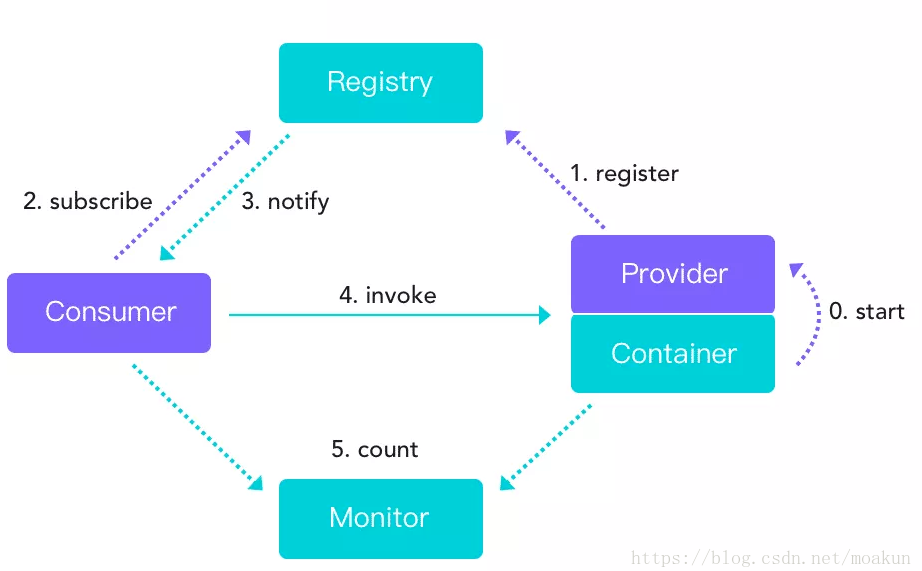 Registry
1. register
2. subscribe
3. notify
Provider
Consumer
4. invoke
0. start
Container
5. count
Monitor
https://blog.csdn.net/moakun